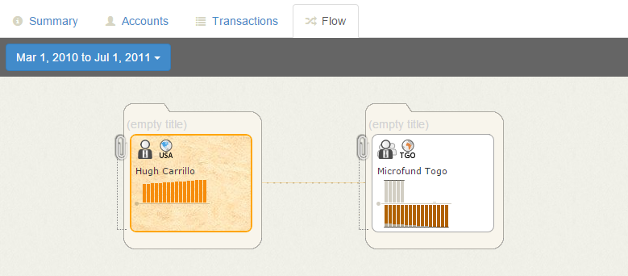 Summary Accounts Transactions Flow
Mar 1, 2010 to Jul 1, 2011
(empty title) (empty title)
USA TGO
Hugh Carrillo Microfund Togo